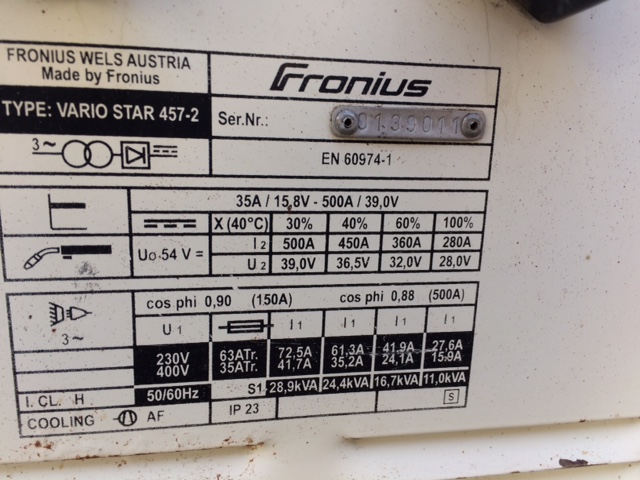 FRONIUS WELS AUSTRIA
Made by Fronius
Fronius
TYPE: VARIO STAR 457-2
Ser.Nr.: 0139011
3~
EN 60974-1
35A / 15,8V - 500A / 39,0V
X (40°C) 30% 40% 60% 100%
Uo 54 V =
I2 500A 450A 360A 280A
U2 39,0V 36,5V 32,0V 28,0V
cos phi 0,90 (150A) cos phi 0,88 (500A)
3~
U1 I1 I1 I1 I1
230V 63ATr. 72,5A 61,3A 41,9A 27,6A
400V 35ATr. 41,7A 35,2A 24,1A 15,9A
I. CL. H 50/60Hz S1 28,9kVA 24,4kVA 16,7kVA 11,0kVA
COOLING AF IP 23 S